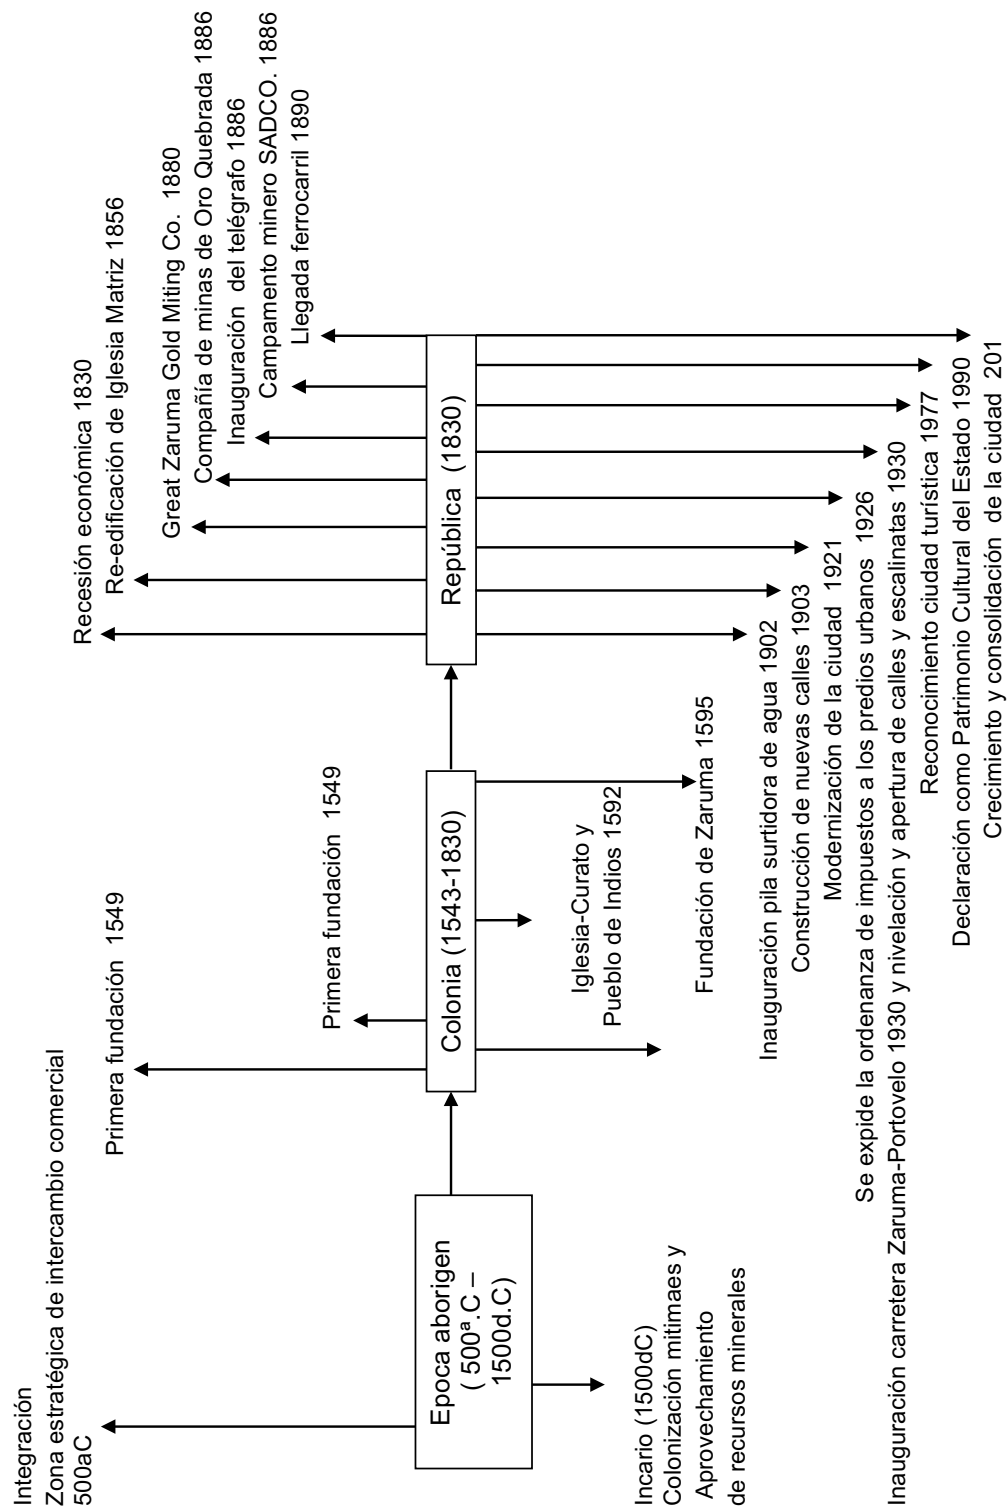 Integración
Zona estratégica de intercambio comercial
500aC
Epoca aborigen
( 500ª.C –
1500d.C)
Incario (1500dC)
Colonización mitimaes y
Aprovechamiento
de recursos minerales
Primera fundación 1549
Primera fundación 1549
Colonia (1543-1830)
Iglesia-Curato y
Pueblo de Indios 1592
Fundación de Zaruma 1595
Recesión económica 1830
Re-edificación de Iglesia Matriz 1856
Great Zaruma Gold Miting Co. 1880
Compañía de minas de Oro Quebrada 1886
Inauguración del telégrafo 1886
Campamento minero SADCO. 1886
Llegada ferrocarril 1890
República (1830)
Inauguración pila surtidora de agua 1902
Construcción de nuevas calles 1903
Modernización de la ciudad 1921
Se expide la ordenanza de impuestos a los predios urbanos 1926
Inauguración carretera Zaruma-Portovelo 1930 y nivelación y apertura de calles y escalinatas 1930
Reconocimiento ciudad turística 1977
Declaración como Patrimonio Cultural del Estado 1990
Crecimiento y consolidación de la ciudad 201